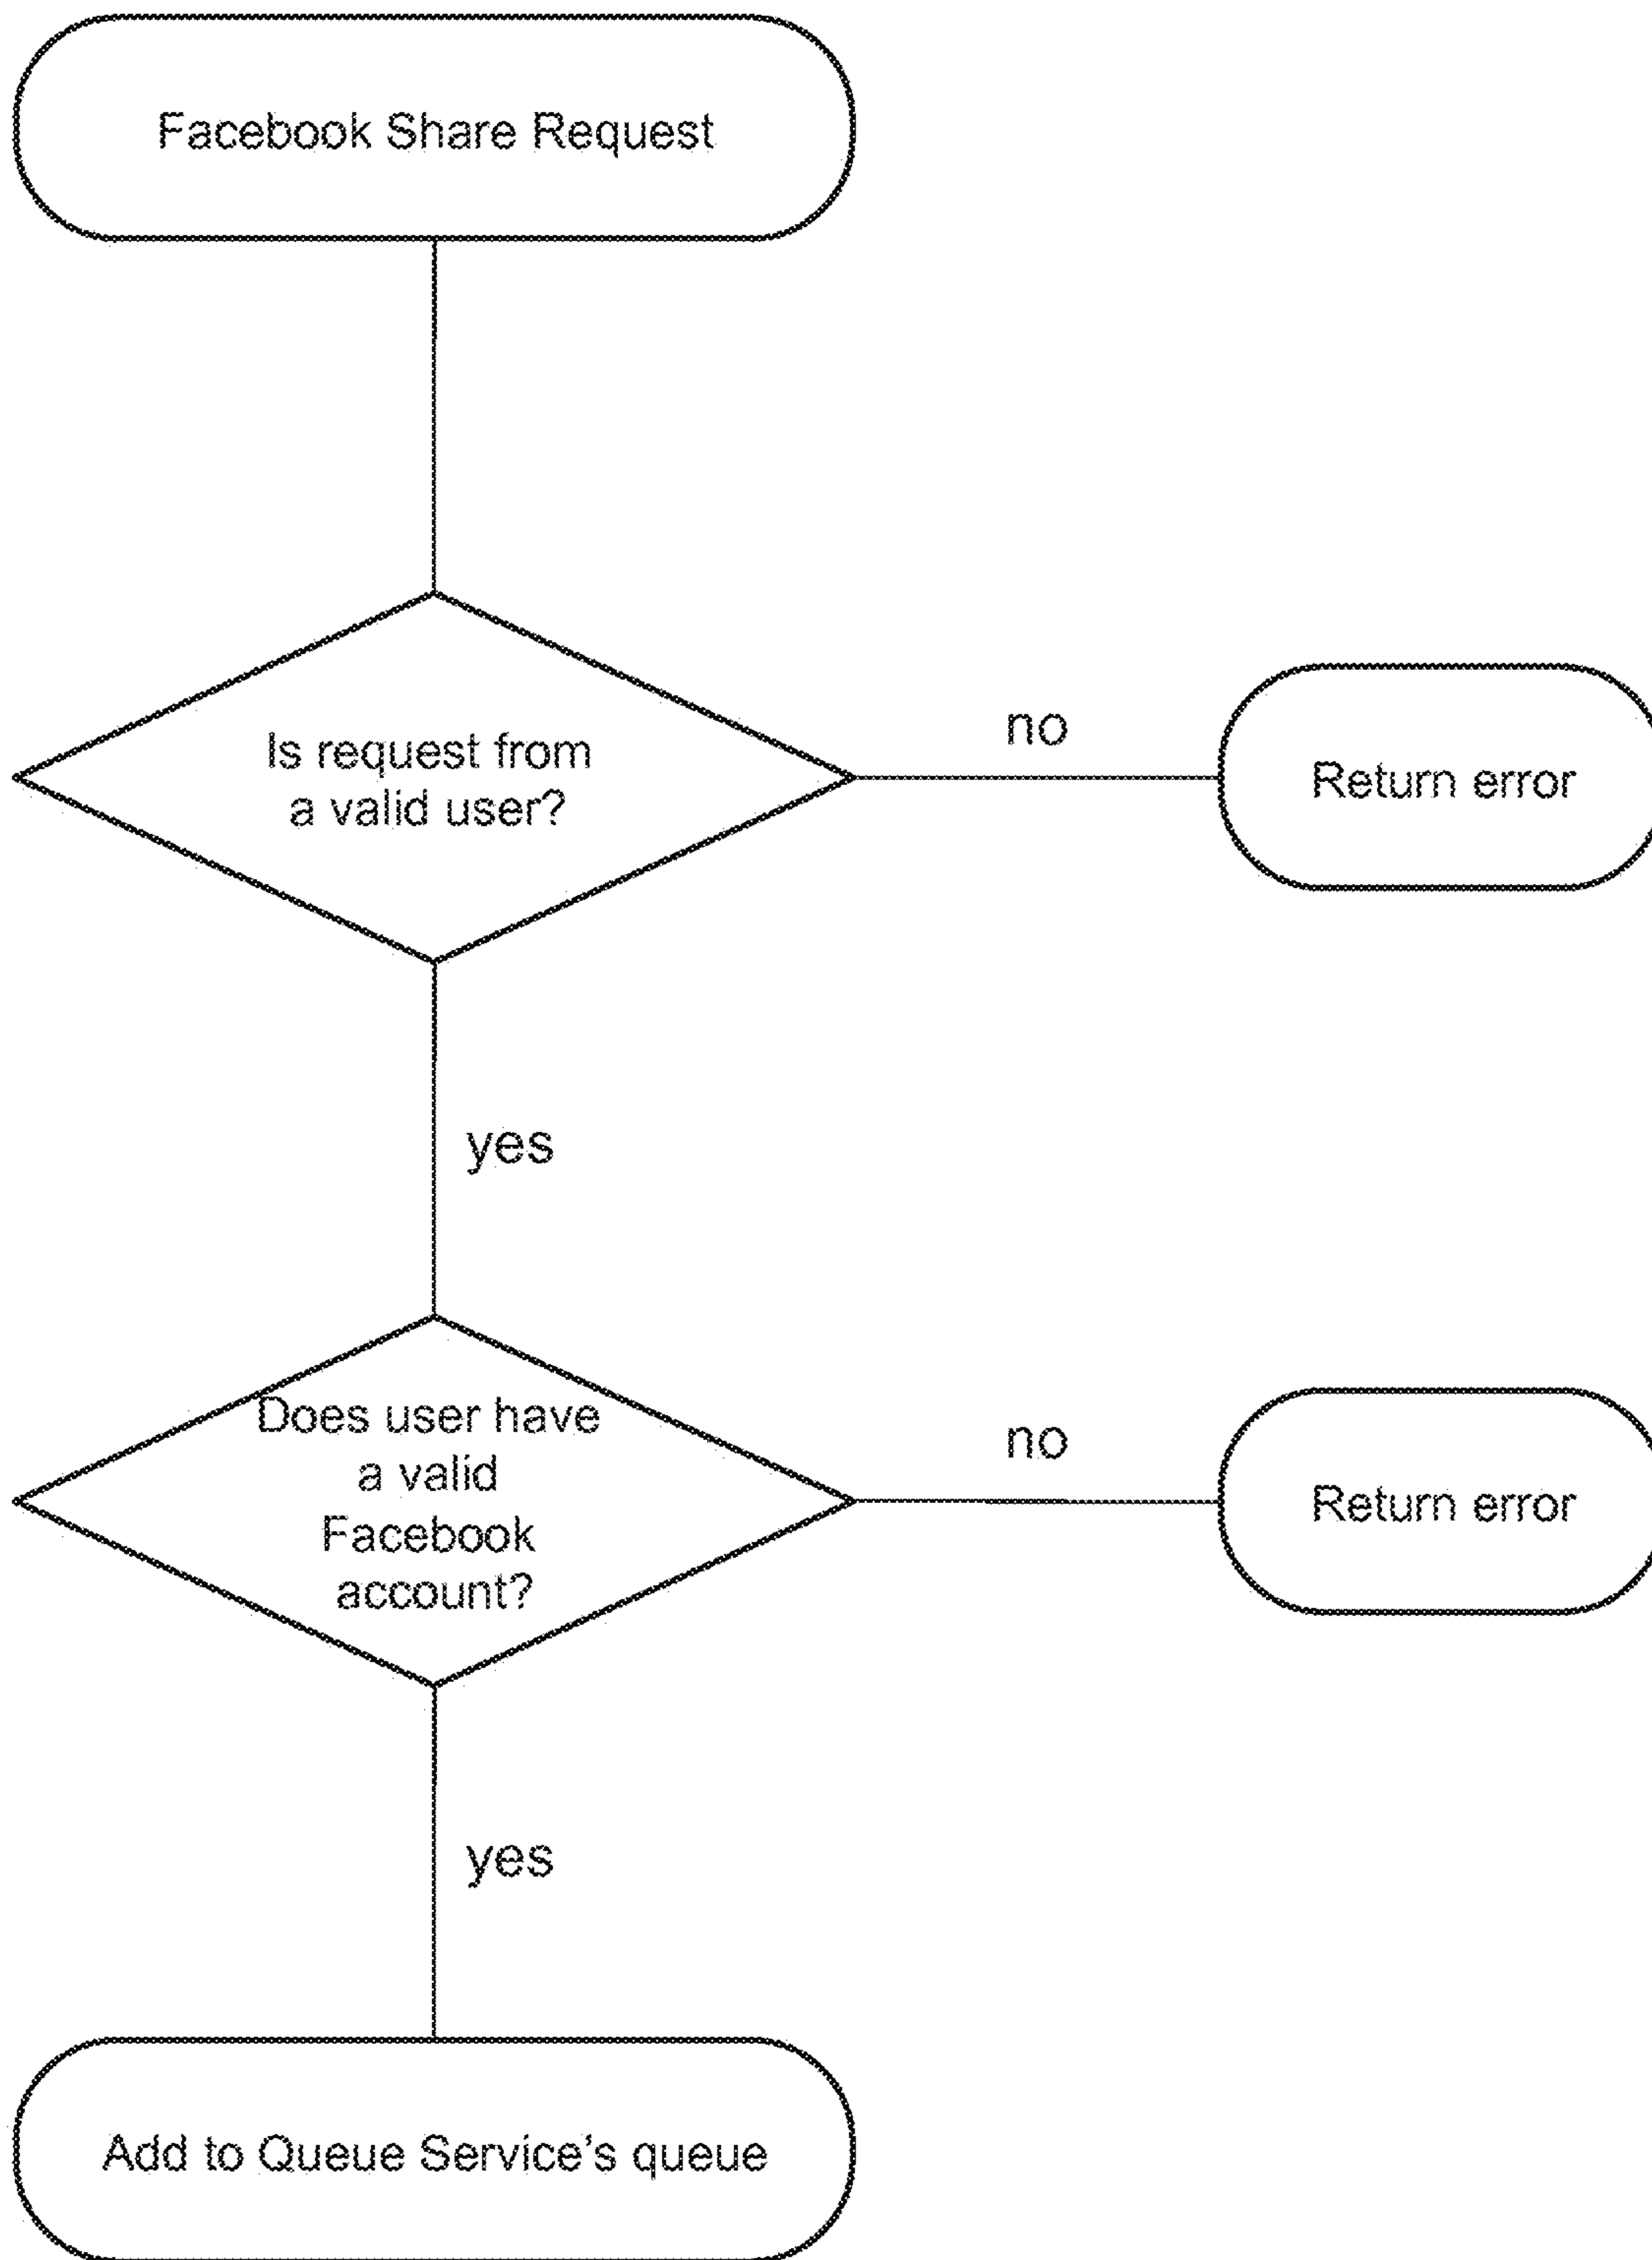 Facebook Share Request
Is request from
a valid user?
no
Return error
yes
Does user have
a valid
Facebook
account?
no
Return error
yes
Add to Queue Service's queue